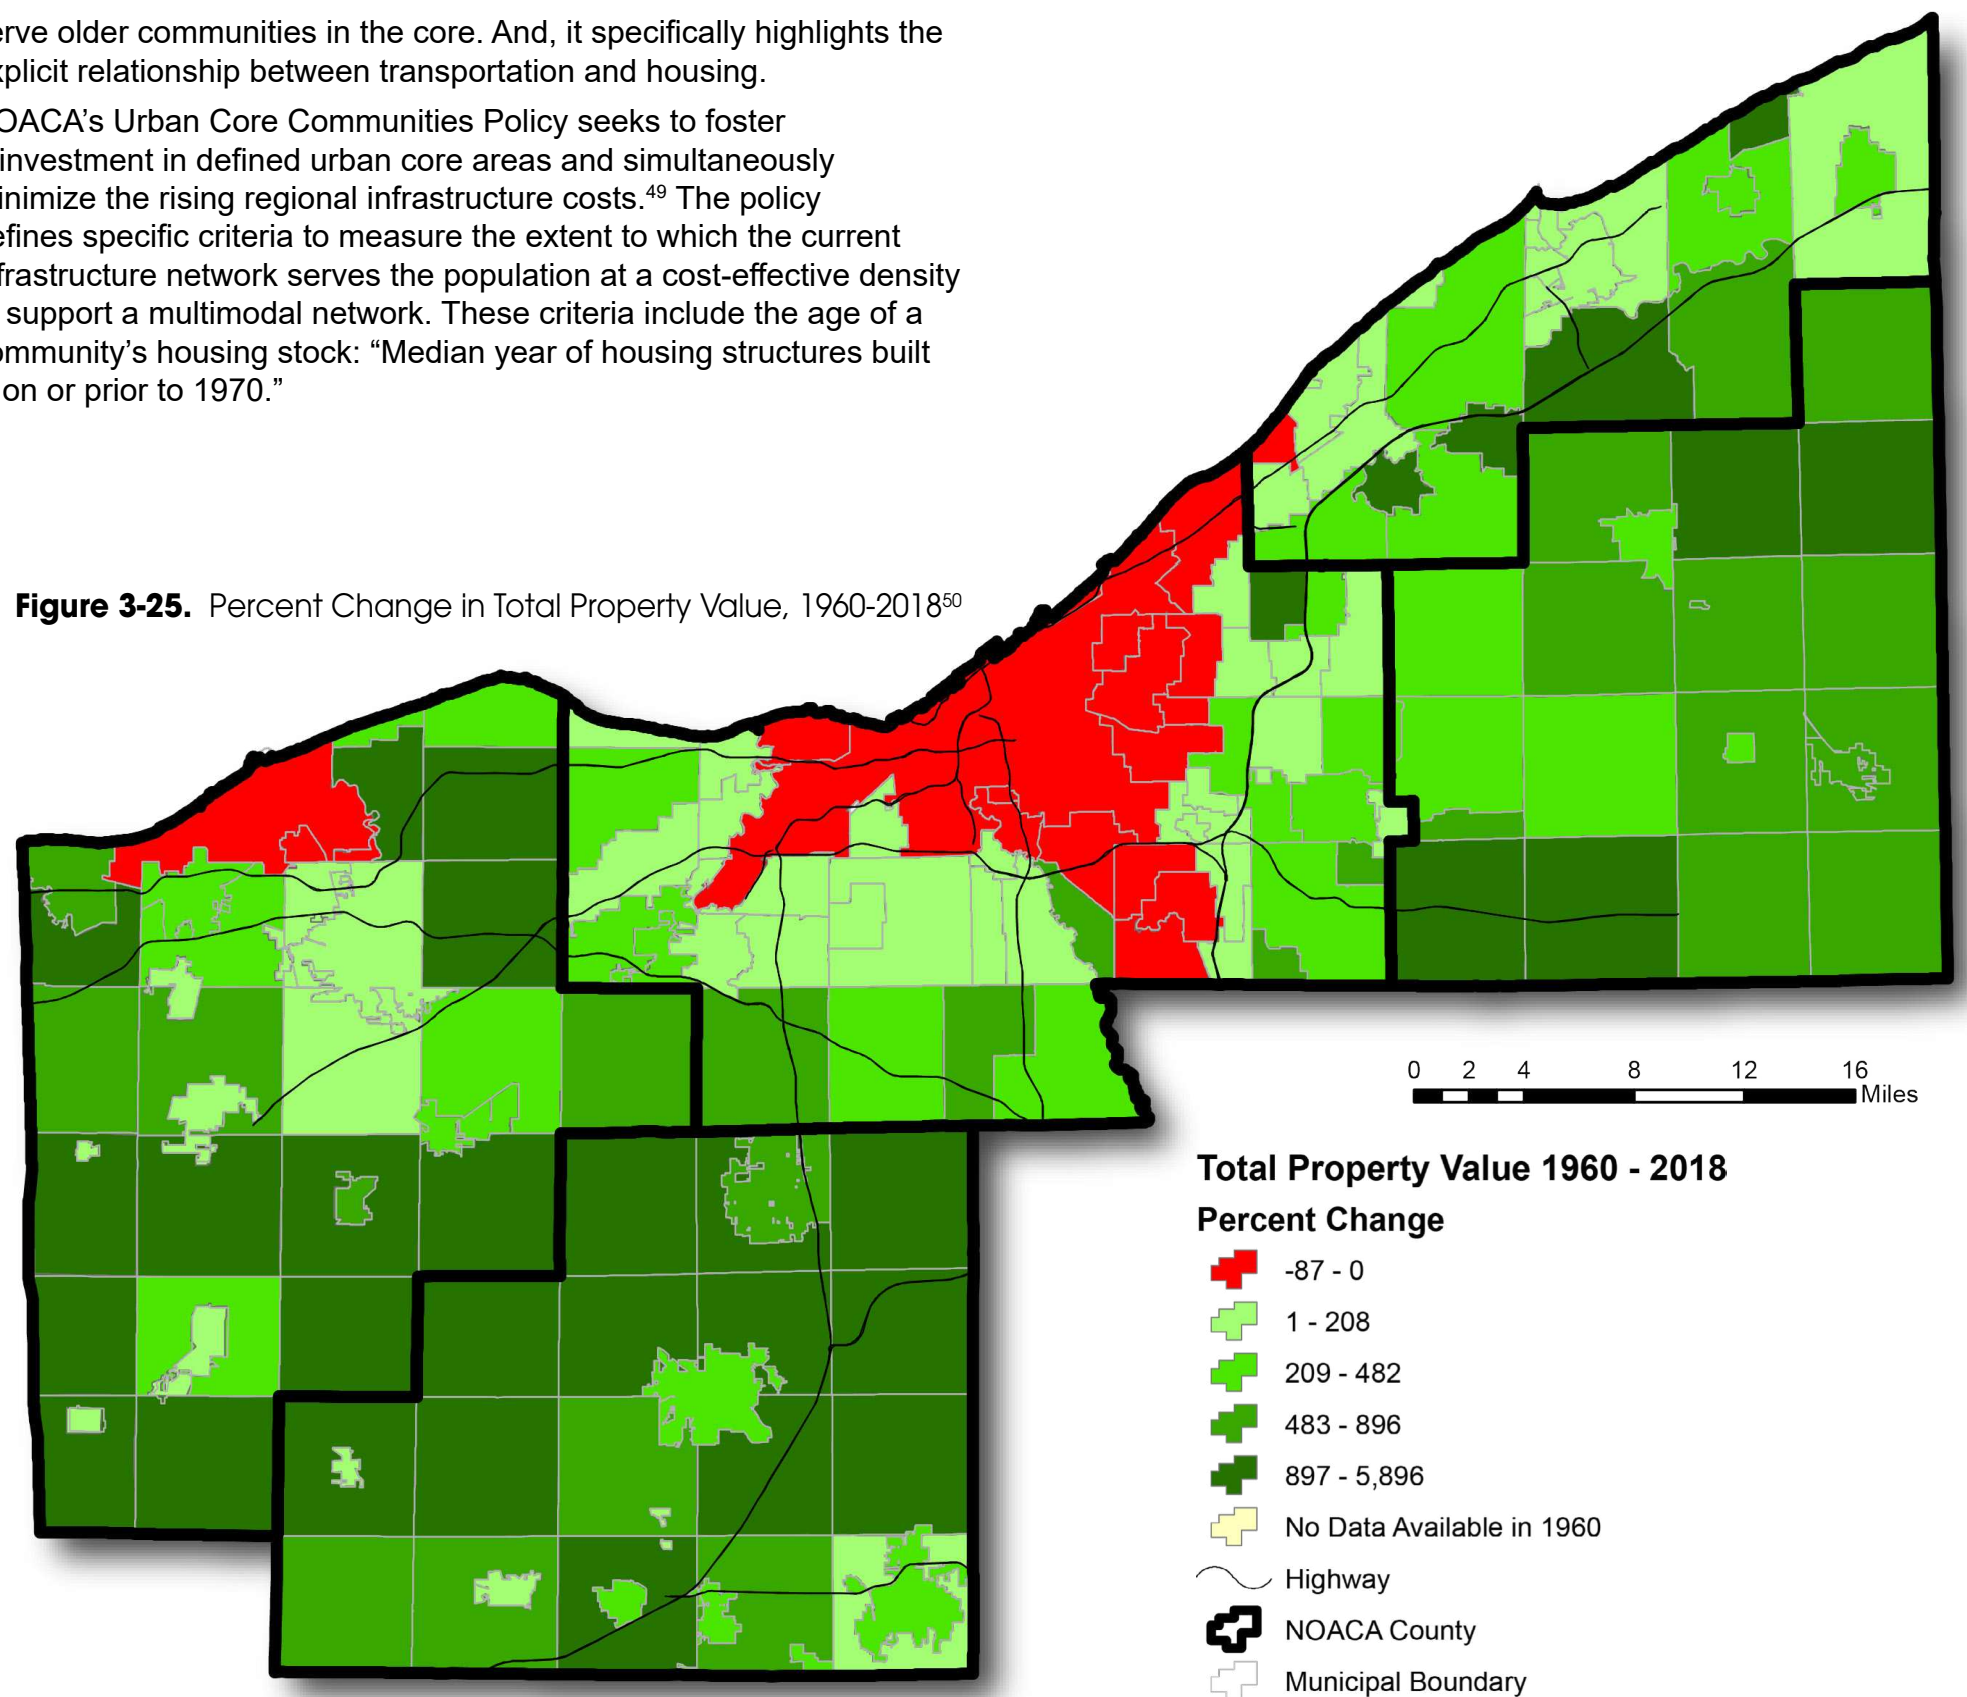 erve older communities in the core. And, it specifically highlights the
xplicit relationship between transportation and housing.
OACA’s Urban Core Communities Policy seeks to foster
investment in defined urban core areas and simultaneously
inimize the rising regional infrastructure costs.49 The policy
efines specific criteria to measure the extent to which the current
frastructure network serves the population at a cost-effective density
support a multimodal network. These criteria include the age of a
ommunity’s housing stock: “Median year of housing structures built
on or prior to 1970.”
Figure 3-25. Percent Change in Total Property Value, 1960-201850
0 2 4 8 12 16
Miles
Total Property Value 1960 - 2018
Percent Change
-87 - 0
1 - 208
209 - 482
483 - 896
897 - 5,896
No Data Available in 1960
Highway
NOACA County
Municipal Boundary